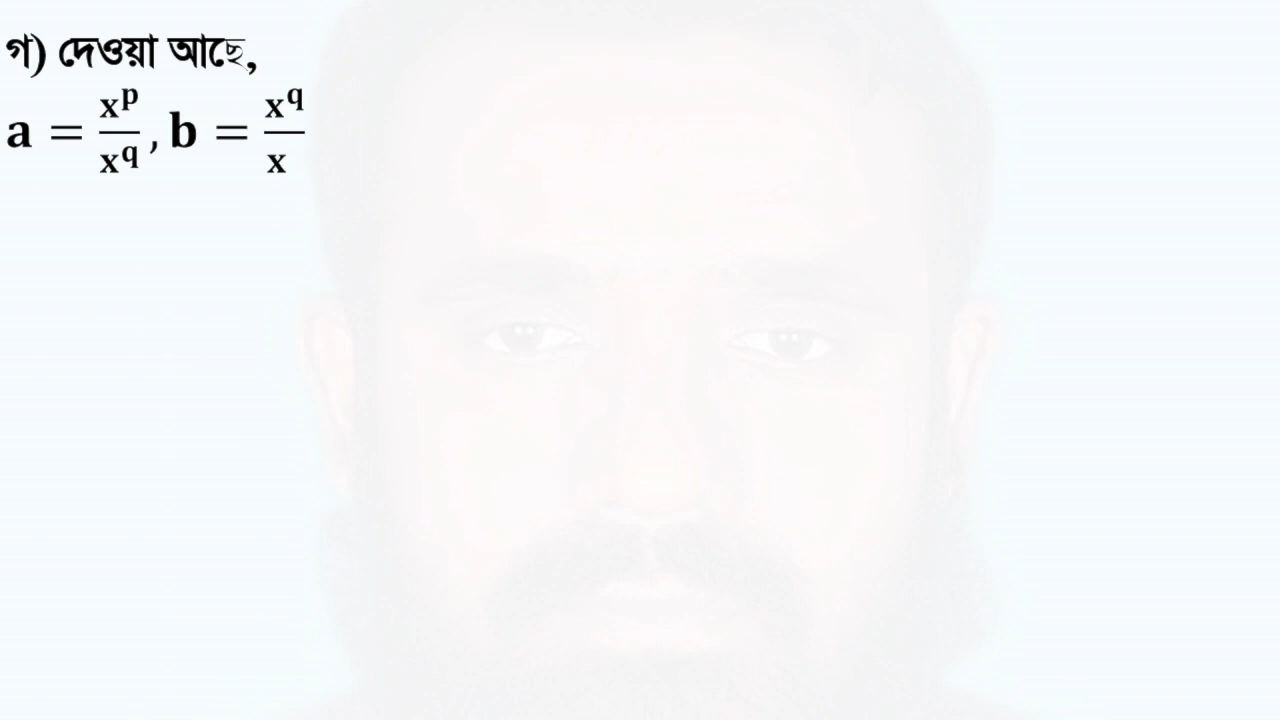 গ) দেওয়া আছে,
a = x^p/x^q, b = x^q/x